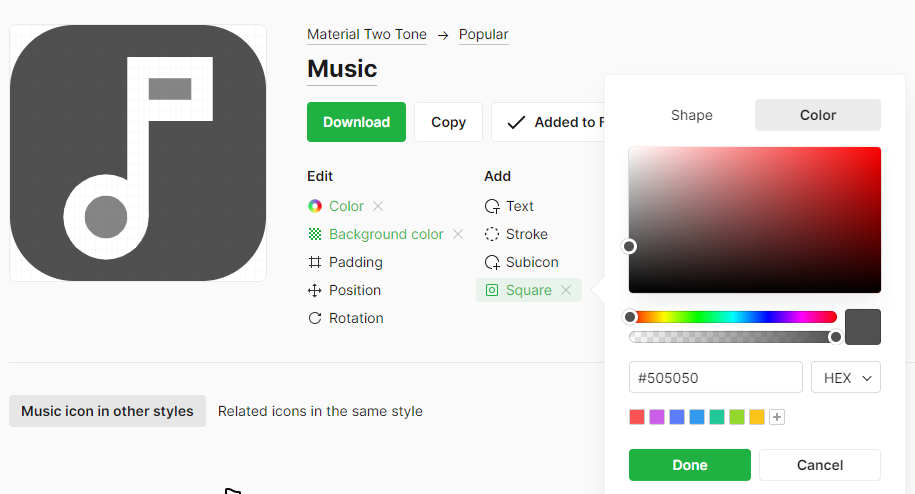 Material Two Tone → Popular
Music
Download
Copy
Added to F
Edit
Color
Background color
Padding
Position
Rotation
Add
Text
Stroke
Subicon
Square
Shape
Color
#505050
HEX
Done
Cancel
Music icon in other styles
Related icons in the same style